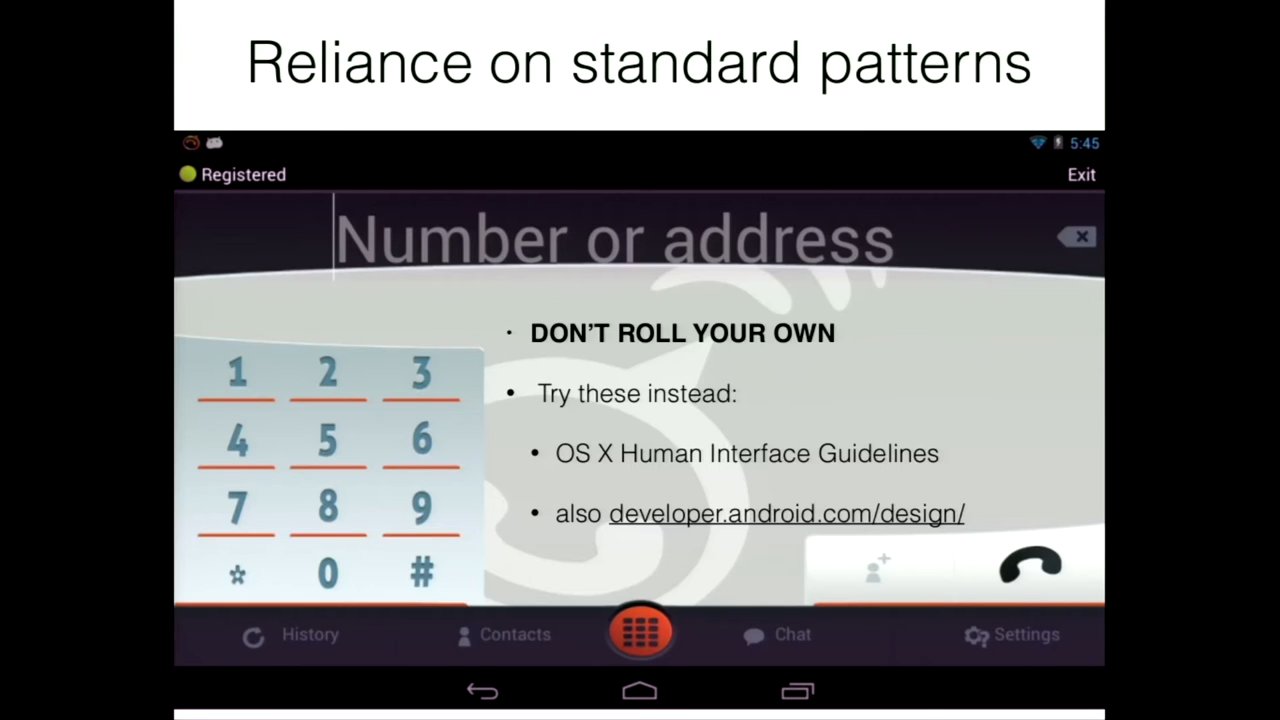 Reliance on standard patterns
5:45
Registered
Exit
Number or address
• DON’T ROLL YOUR OWN
• Try these instead:
• OS X Human Interface Guidelines
• also developer.android.com/design/
1 2 3
4 5 6
7 8 9
* 0 #
History
Contacts
Chat
Settings